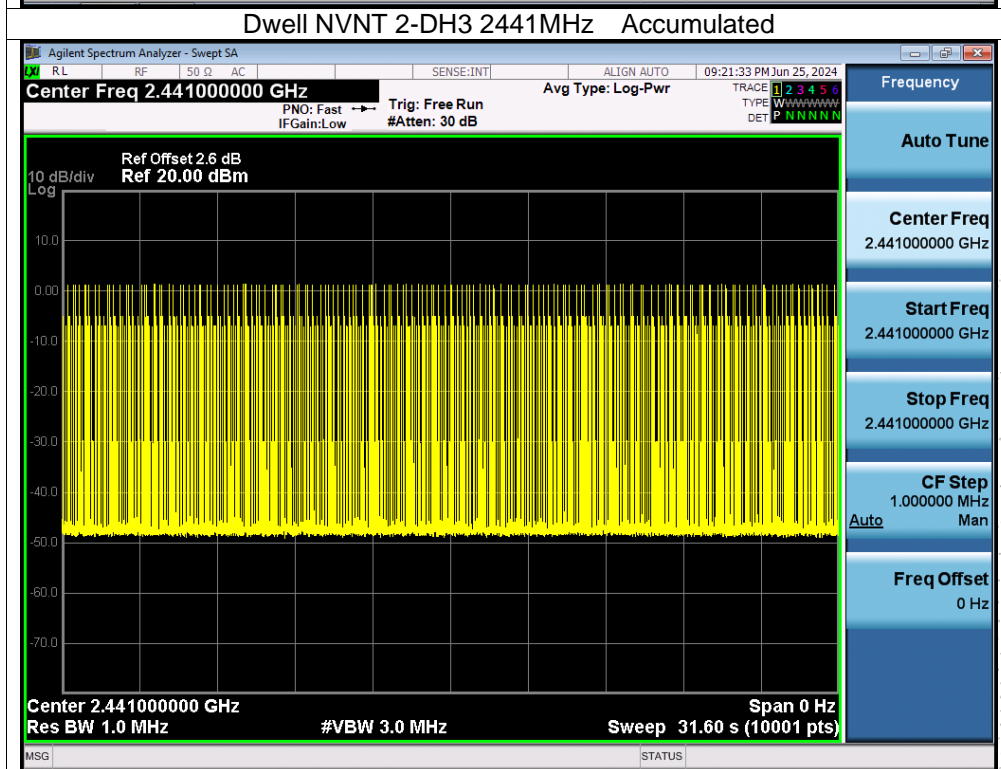 Dwell NVNT 2-DH3 2441MHz Accumulated
Agilent Spectrum Analyzer - Swept SA
LXI RL RF 50 Ω AC SENSE:INT ALIGN AUTO 09:21:33 PM Jun 25, 2024
Center Freq 2.441000000 GHz
PNO: Fast
IFGain:Low
Trig: Free Run
#Atten: 30 dB
Avg Type: Log-Pwr
TRACE 1 2 3 4 5 6
TYPE WWWWWWW
DET P N N N N N
Ref Offset 2.6 dB
10 dB/div Ref 20.00 dBm
Log
10.0
0.00
-10.0
-20.0
-30.0
-40.0
-50.0
-60.0
-70.0
Center 2.441000000 GHz Span 0 Hz
Res BW 1.0 MHz #VBW 3.0 MHz Sweep 31.60 s (10001 pts)
MSG STATUS
Frequency
Auto Tune
Center Freq
2.441000000 GHz
Start Freq
2.441000000 GHz
Stop Freq
2.441000000 GHz
CF Step
1.000000 MHz
Auto Man
Freq Offset
0 Hz